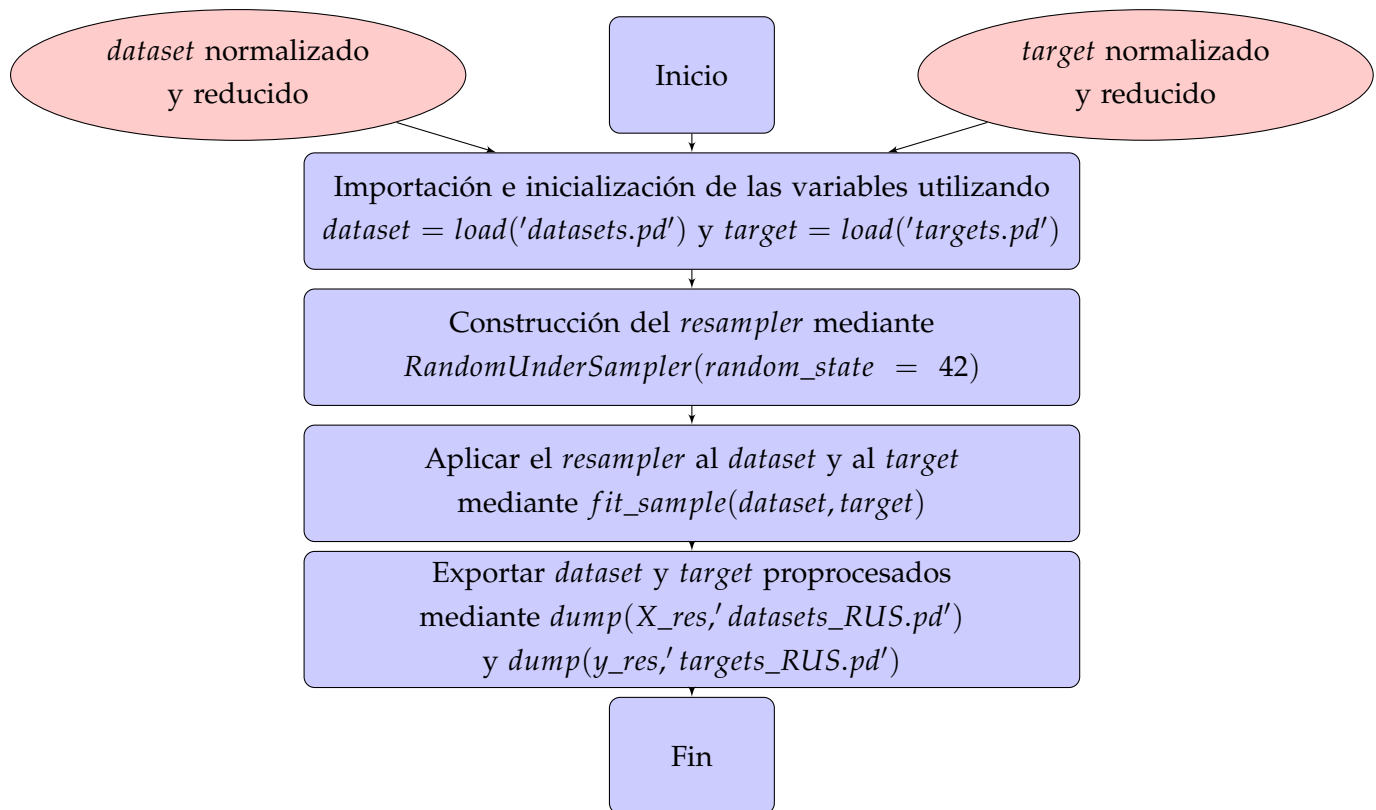 dataset normalizado
y reducido
Inicio
target normalizado
y reducido
Importación e inicialización de las variables utilizando
dataset = load('datasets.pd') y target = load('targets.pd')
Construcción del resampler mediante
RandomUnderSampler(random_state = 42)
Aplicar el resampler al dataset y al target
mediante fit_sample(dataset, target)
Exportar dataset y target proprocesados
mediante dump(X_res,' datasets_RUS.pd')
y dump(y_res,' targets_RUS.pd')
Fin